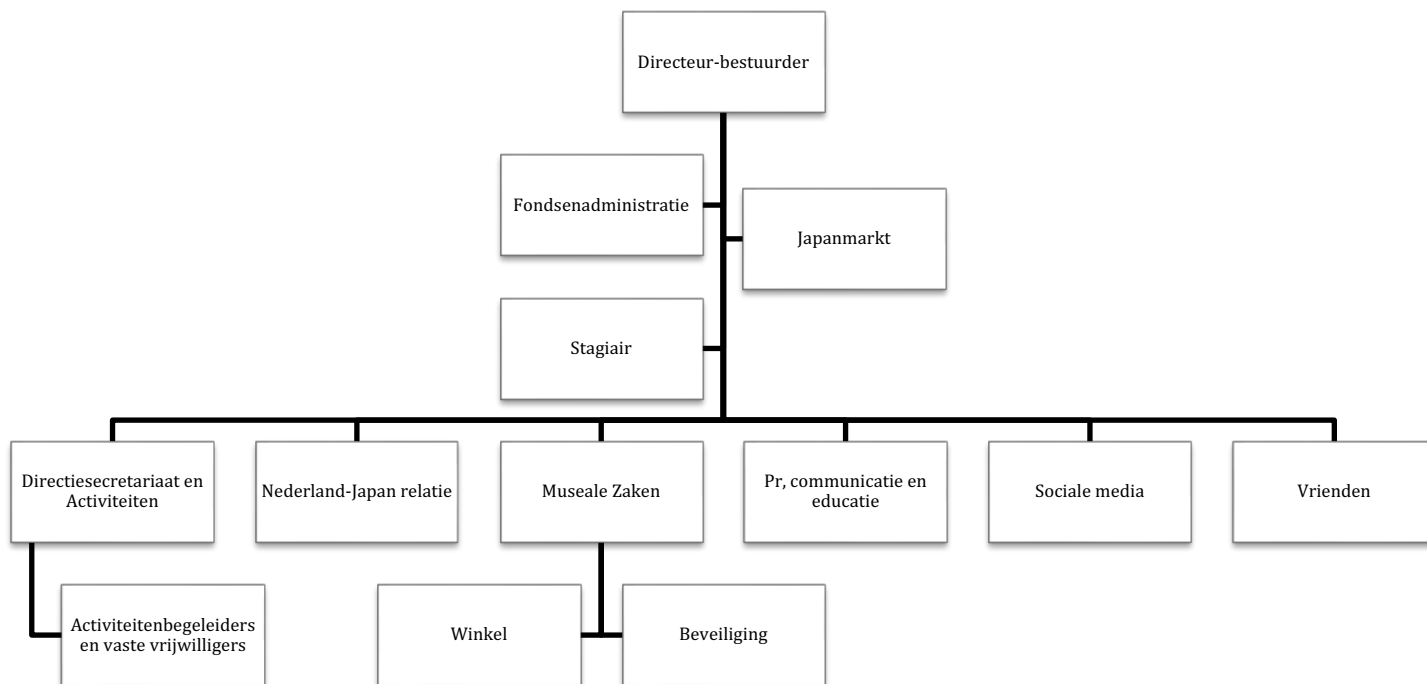 Directeur-bestuurder
Fondsenadministratie
Japanmarkt
Stagiair
Directiesecretariaat en
Activiteiten
Nederland-Japan relatie
Museale Zaken
Pr, communicatie en
educatie
Sociale media
Vrienden
Activiteitenbegeleiders
en vaste vrijwilligers
Winkel
Beveiliging